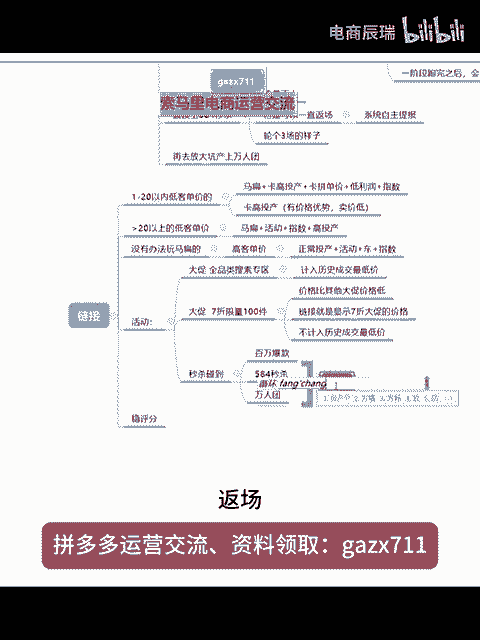 电商辰瑞 bilibili
一阶段蹦完之后，会
gazx711
意马里电商运营交流
一直返场
系统自主提报
轮个3场的样子
再去放大坑产上万人团
1-20以内低客单价的
马扁+卡高投产+卡拼单价+低利润+指数
卡高投产（有价格优势，卖价低）
>20以上的低客单价
马扁+活动+指数+高投产
没有办法玩马扁的
高客单价
正常投产+活动+车+指数
链接
活动：
大促 全品类搜索专区
计入历史成交最低价
大促 7折限量100件
价格比其他大促价格低
链接就是显示7折大促的价格
不计入历史成交最低价
秒杀规则
百万爆款
584秒杀
循环 fang'chang
万人团
稳评分
返场
拼多多运营交流、资料领取：gazx711